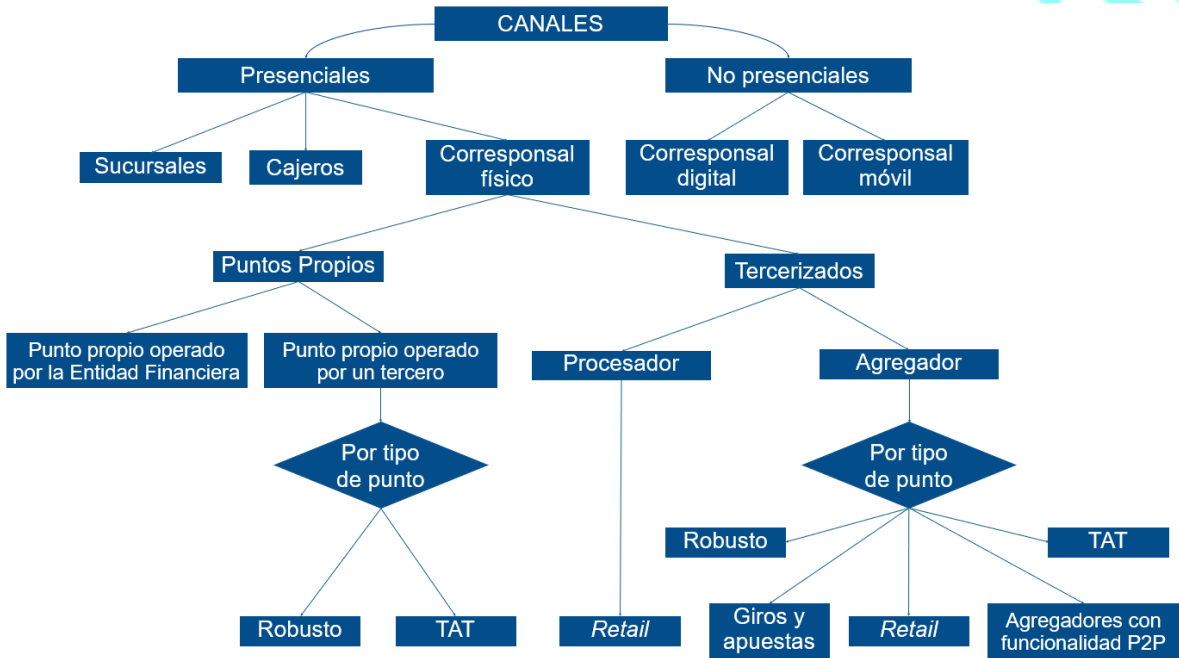 CANALES
Presenciales
No presenciales
Sucursales
Cajeros
Corresponsal
físico
Corresponsal
digital
Corresponsal
móvil
Puntos Propios
Tercerizados
Punto propio operado
por la Entidad Financiera
Punto propio operado
por un tercero
Procesador
Agregador
Por tipo
de punto
Por tipo
de punto
Robusto
TAT
Robusto
TAT
Retail
Giros y
apuestas
Retail
Agregadores con
funcionalidad P2P